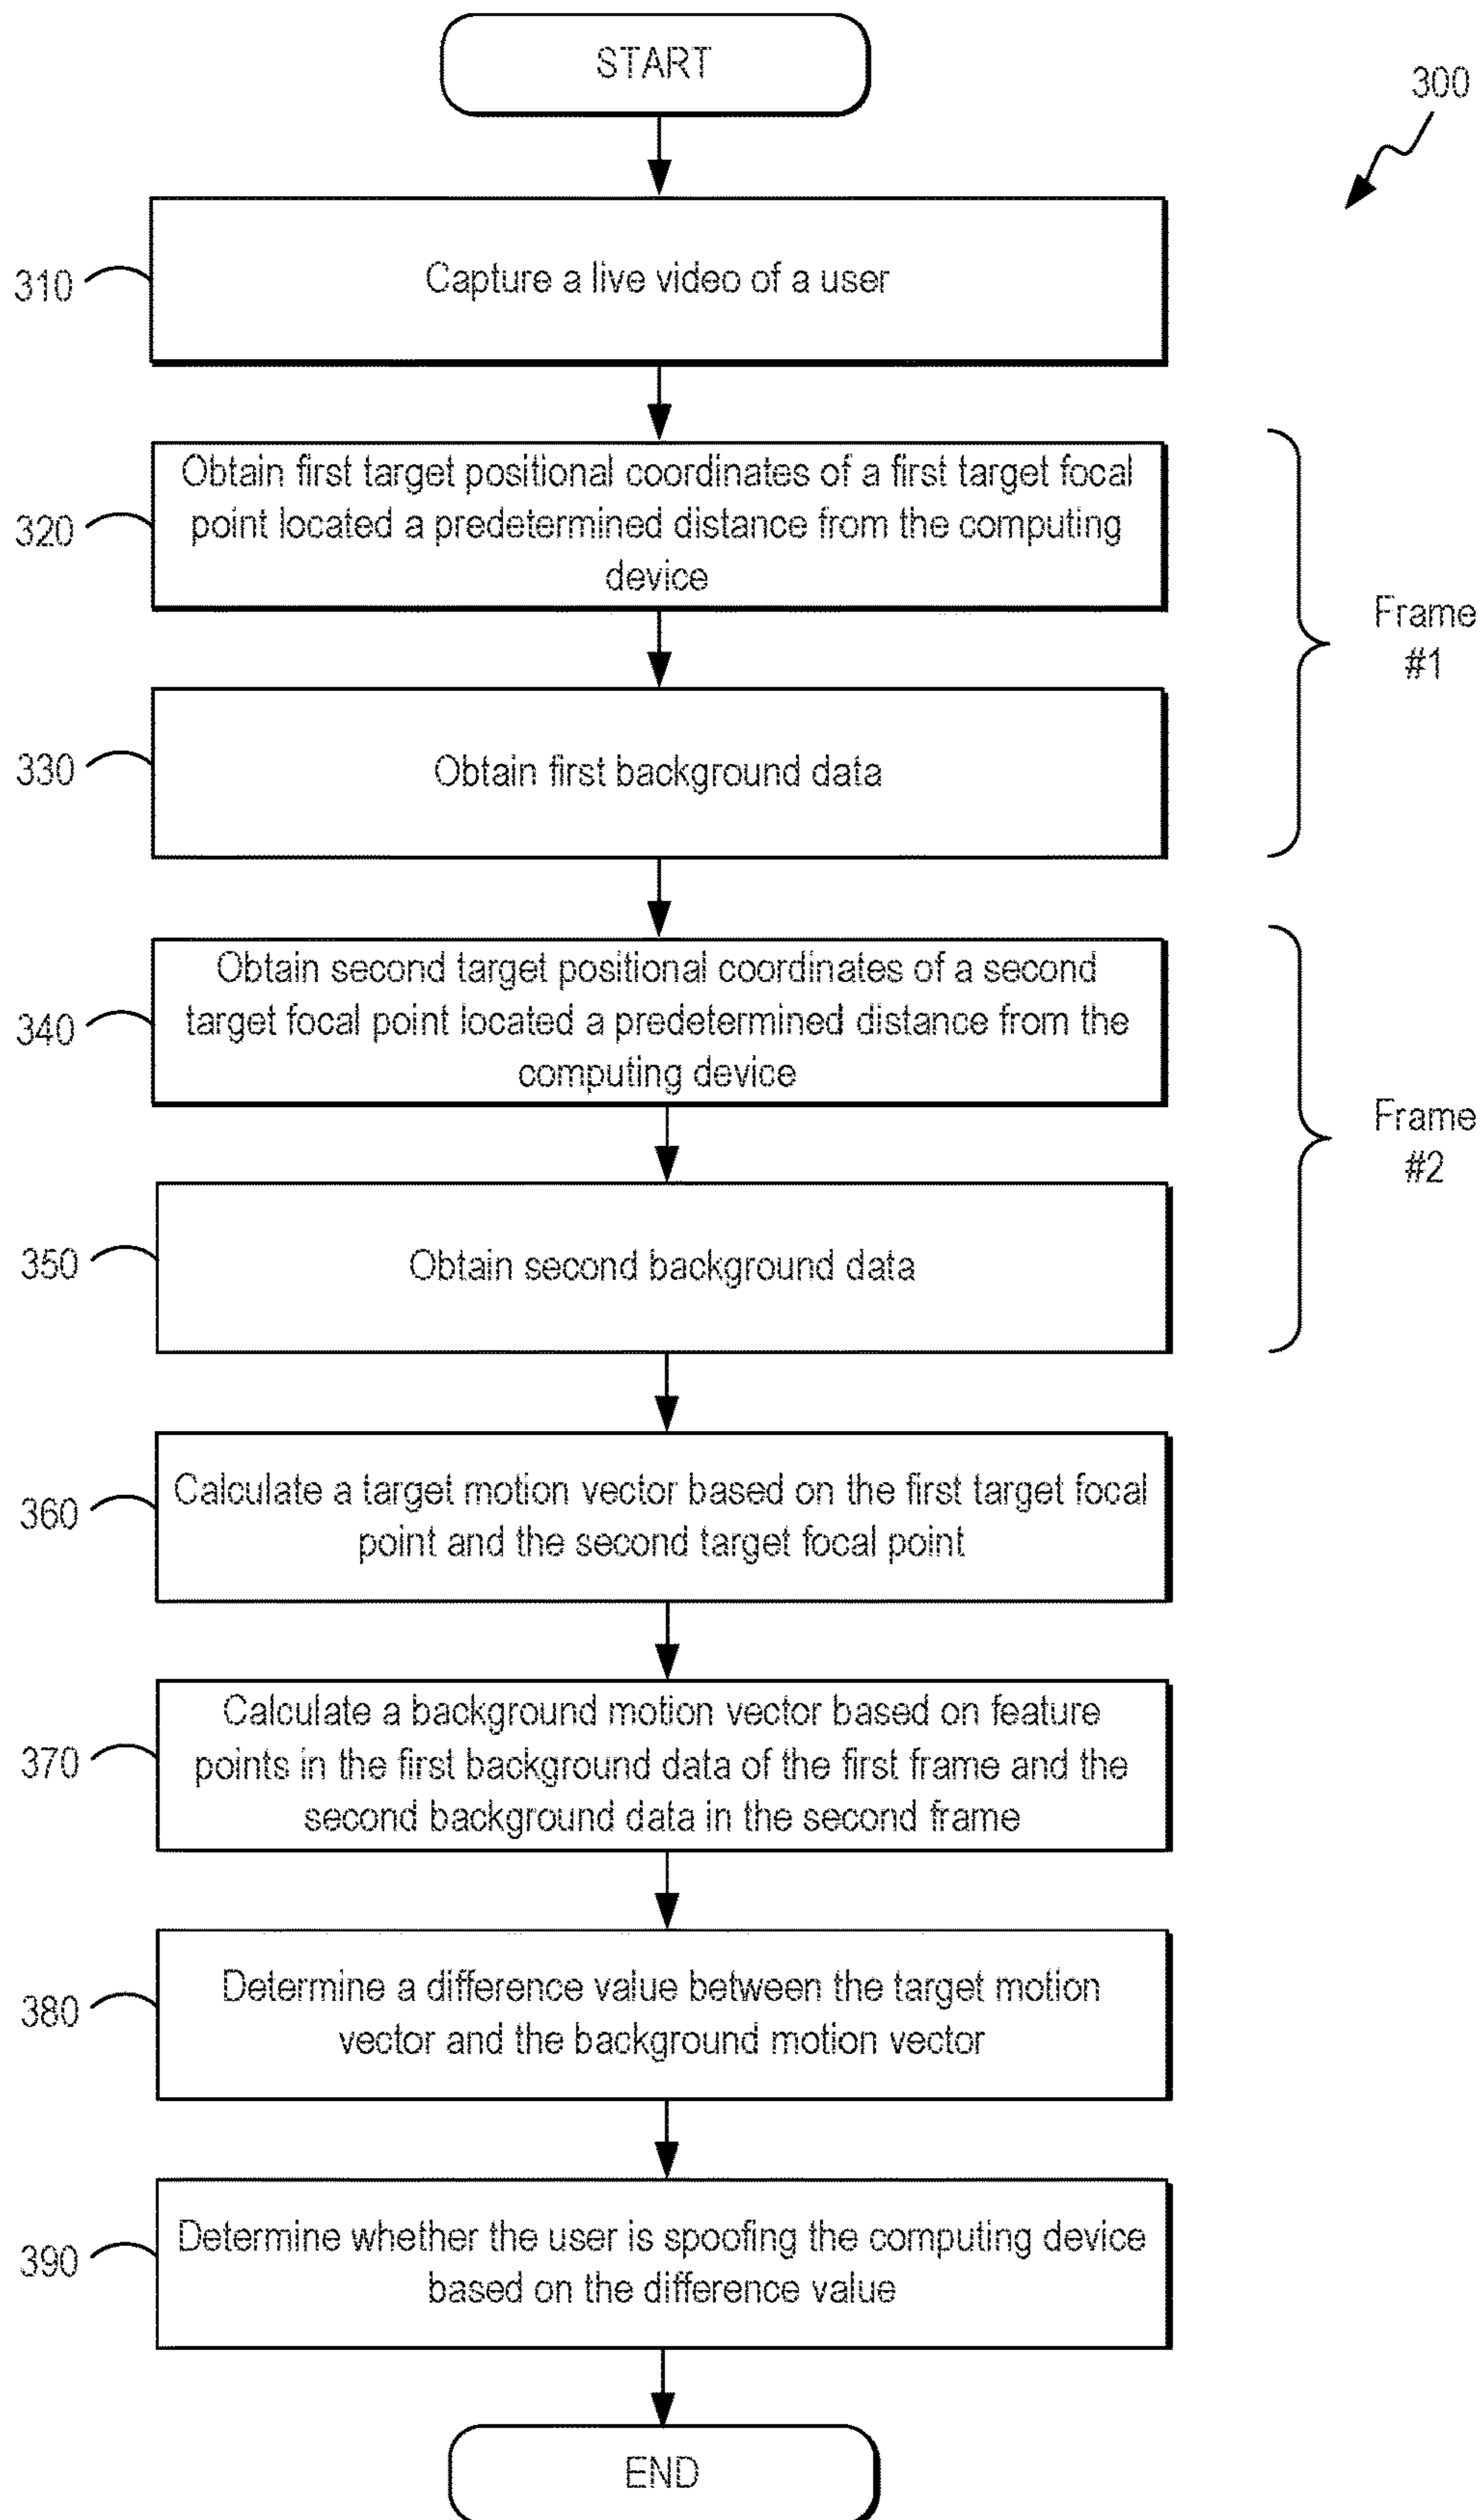 START
300
310
Capture a live video of a user
320
Obtain first target positional coordinates of a first target focal
point located a predetermined distance from the computing
device
Frame
#1
330
Obtain first background data
340
Obtain second target positional coordinates of a second
target focal point located a predetermined distance from the
computing device
Frame
#2
350
Obtain second background data
360
Calculate a target motion vector based on the first target focal
point and the second target focal point
370
Calculate a background motion vector based on feature
points in the first background data of the first frame and the
second background data in the second frame
380
Determine a difference value between the target motion
vector and the background motion vector
390
Determine whether the user is spoofing the computing device
based on the difference value
END